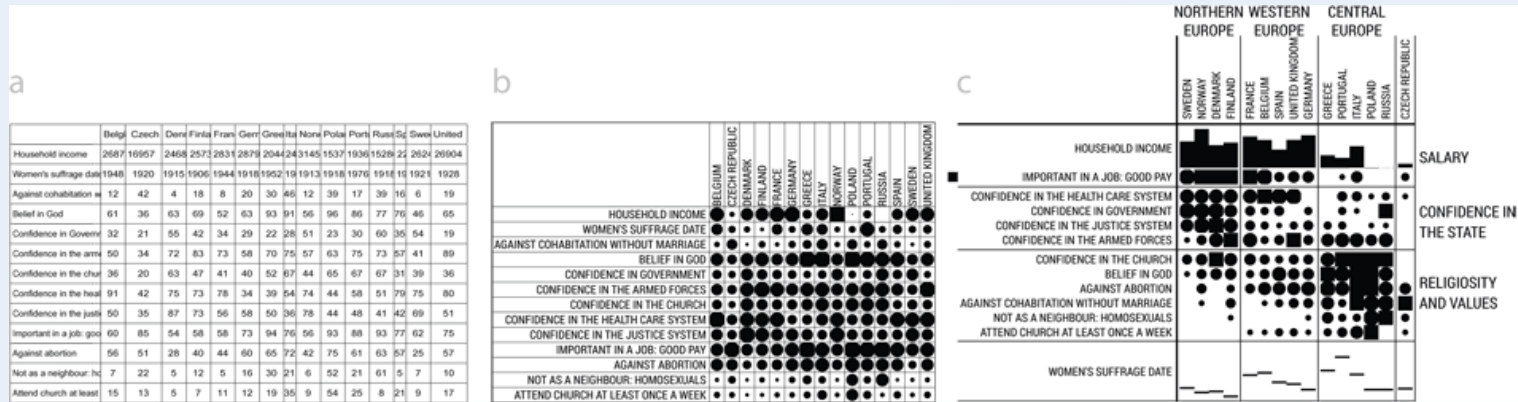 a
b
c
Belgi Czech Denr Finla Fran Gerr Gree Ita Norv Pola Port Russ Sp Swe United
Household income 2687 16957 2468 2573 2831 2879 2044 24 3145 1537 1936 1528 22 2624 26904
Women's suffrage date 1948 1920 1915 1906 1944 1918 1952 19 1913 1918 1976 1918 19 1921 1928
Against cohabitation w 12 42 4 18 8 20 30 46 12 39 17 39 16 6 19
Belief in God 61 36 63 69 52 63 93 91 56 96 86 77 76 46 65
Confidence in Governm 32 21 55 42 34 29 22 28 51 23 30 60 35 54 19
Confidence in the arme 50 34 72 83 73 58 70 75 57 63 75 73 57 41 89
Confidence in the chur 36 20 63 47 41 40 52 67 44 65 67 67 31 39 36
Confidence in the heal 91 42 75 73 78 34 39 54 74 44 58 51 79 75 80
Confidence in the justi 50 35 87 73 56 58 50 36 78 44 48 41 42 69 51
Important in a job: goo 60 85 54 58 58 73 94 76 56 93 88 93 77 62 75
Against abortion 56 51 28 40 44 60 65 72 42 75 61 63 57 25 57
Not as a neighbour: ho 7 22 5 12 5 16 30 21 6 52 21 61 5 7 10
Attend church at least 15 13 5 7 11 12 19 35 9 54 25 8 21 9 17
BELGIUM
CZECH REPUBLIC
DENMARK
FINLAND
FRANCE
GERMANY
GREECE
ITALY
NORWAY
POLAND
PORTUGAL
RUSSIA
SPAIN
SWEDEN
UNITED KINGDOM
HOUSEHOLD INCOME
WOMEN'S SUFFRAGE DATE
AGAINST COHABITATION WITHOUT MARRIAGE
BELIEF IN GOD
CONFIDENCE IN GOVERNMENT
CONFIDENCE IN THE ARMED FORCES
CONFIDENCE IN THE CHURCH
CONFIDENCE IN THE HEALTH CARE SYSTEM
CONFIDENCE IN THE JUSTICE SYSTEM
IMPORTANT IN A JOB: GOOD PAY
AGAINST ABORTION
NOT AS A NEIGHBOUR: HOMOSEXUALS
ATTEND CHURCH AT LEAST ONCE A WEEK
NORTHERN
EUROPE
WESTERN
EUROPE
CENTRAL
EUROPE
SWEDEN
NORWAY
DENMARK
FINLAND
FRANCE
BELGIUM
SPAIN
UNITED KINGDOM
GERMANY
GREECE
PORTUGAL
ITALY
POLAND
RUSSIA
CZECH REPUBLIC
HOUSEHOLD INCOME
IMPORTANT IN A JOB: GOOD PAY
SALARY
CONFIDENCE IN THE HEALTH CARE SYSTEM
CONFIDENCE IN GOVERNMENT
CONFIDENCE IN THE JUSTICE SYSTEM
CONFIDENCE IN THE ARMED FORCES
CONFIDENCE IN
THE STATE
CONFIDENCE IN THE CHURCH
BELIEF IN GOD
AGAINST ABORTION
AGAINST COHABITATION WITHOUT MARRIAGE
NOT AS A NEIGHBOUR: HOMOSEXUALS
ATTEND CHURCH AT LEAST ONCE A WEEK
RELIGIOSITY
AND VALUES
WOMEN'S SUFFRAGE DATE